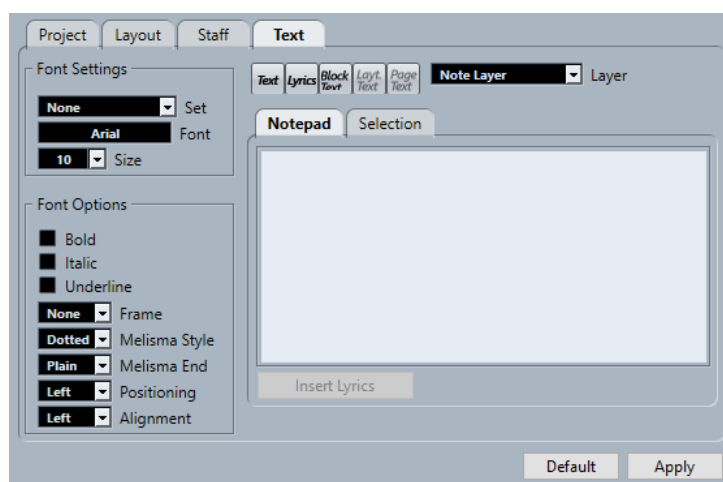 Project Layout Staff Text
Font Settings
None Set
Arial Font
10 Size
Font Options
Bold
Italic
Underline
None Frame
Dotted Melisma Style
Plain Melisma End
Left Positioning
Left Alignment
Text Lyrics Block Text Layt. Text Page Text Note Layer Layer
Notepad Selection
Insert Lyrics
Default Apply